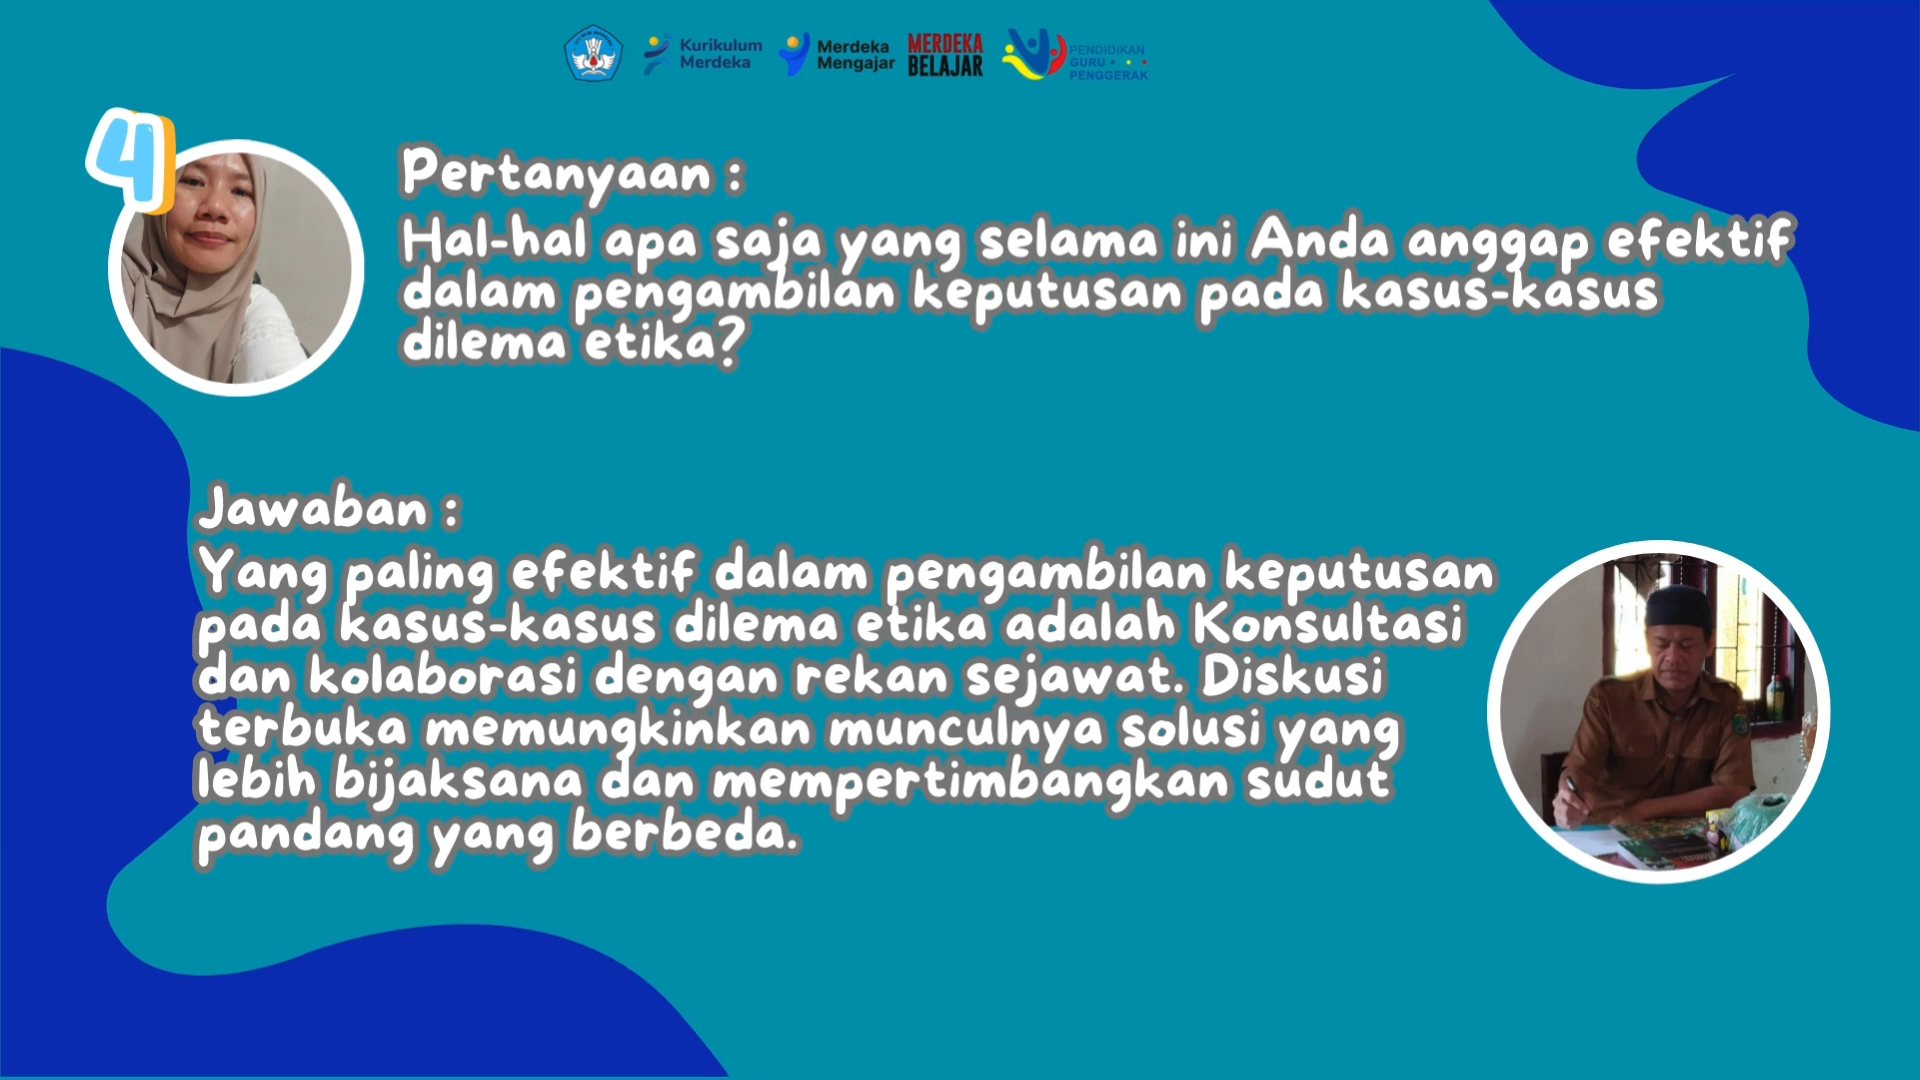 Kurikulum
Merdeka
Merdeka
Mengajar
MERDEKA
BELAJAR
PENDIDIKAN
GURU
PENGGERAK
4
Pertanyaan :
Hal-hal apa saja yang selama ini Anda anggap efektif
dalam pengambilan keputusan pada kasus-kasus
dilema etika?
Jawaban :
Yang paling efektif dalam pengambilan keputusan
pada kasus-kasus dilema etika adalah Konsultasi
dan kolaborasi dengan rekan sejawat. Diskusi
terbuka memungkinkan munculnya solusi yang
lebih bijaksana dan mempertimbangkan sudut
pandang yang berbeda.